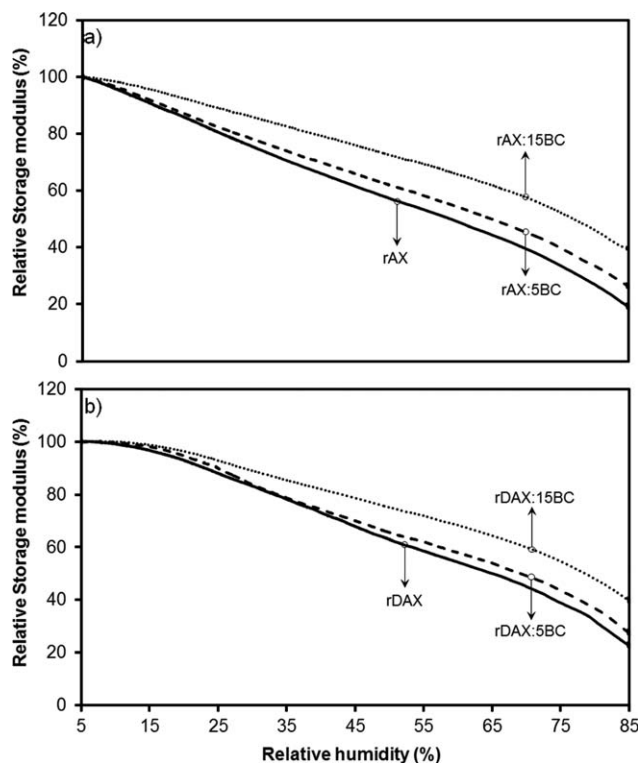 120
a)
100
80
60
40
20
0
Relative Storage modulus (%)
rAX:15BC
rAX
rAX:5BC
120
b)
100
80
60
40
20
0
Relative Storage modulus (%)
rDAX:15BC
rDAX
rDAX:5BC
5 15 25 35 45 55 65 75 85
Relative humidity (%)